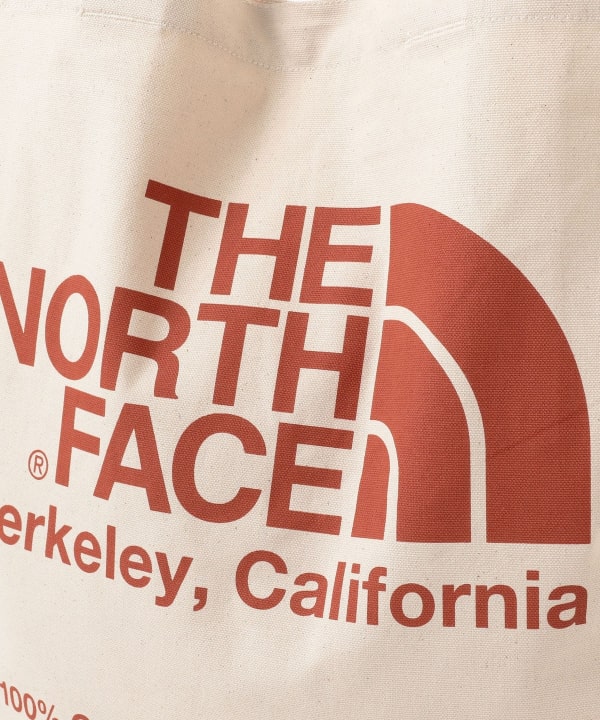 THE
NORTH
® FACE
erkeley, California
100%